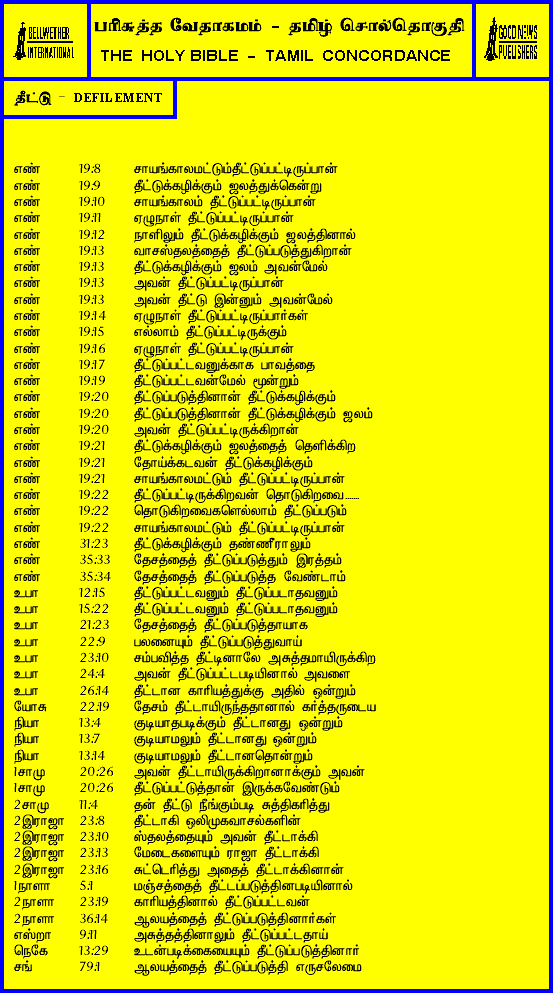 BELLWETHER INTERNATIONAL
பரிசுத்த வேதாகமம் - தமிழ் சொல்தொகுதி
THE HOLY BIBLE - TAMIL CONCORDANCE
GOOD NEWS PUBLISHERS
தீட்டு - DEFILEMENT
எண் 19:8 சாயங்காலமட்டும்தீட்டுப்பட்டிருப்பான்
எண் 19:9 தீட்டுக்கழிக்கும் ஜலத்துக்கென்று
எண் 19:10 சாயங்காலம் தீட்டுப்பட்டிருப்பான்
எண் 19:11 ஏழுநாள் தீட்டுப்பட்டிருப்பான்
எண் 19:12 நாளிலும் தீட்டுக்கழிக்கும் ஜலத்தினால்
எண் 19:13 வாசஸ்தலத்தைத் தீட்டுப்படுத்துகிறான்
எண் 19:13 தீட்டுக்கழிக்கும் ஜலம் அவன்மேல்
எண் 19:13 அவன் தீட்டுப்பட்டிருப்பான்
எண் 19:13 அவன் தீட்டு இன்னும் அவன்மேல்
எண் 19:14 ஏழுநாள் தீட்டுப்பட்டிருப்பார்கள்
எண் 19:15 எல்லாம் தீட்டுப்பட்டிருக்கும்
எண் 19:16 ஏழுநாள் தீட்டுப்பட்டிருப்பான்
எண் 19:17 தீட்டுப்பட்டவனுக்காக பாவத்தை
எண் 19:19 தீட்டுப்பட்டவன்மேல் மூன்றும்
எண் 19:20 தீட்டுப்படுத்தினான் தீட்டுக்கழிக்கும்
எண் 19:20 தீட்டுப்படுத்தினான் தீட்டுக்கழிக்கும் ஜலம்
எண் 19:20 அவன் தீட்டுப்பட்டிருக்கிறான்
எண் 19:21 தீட்டுக்கழிக்கும் ஜலத்தைத் தெளிக்கிற
எண் 19:21 தோய்க்கடவன் தீட்டுக்கழிக்கும்
எண் 19:21 சாயங்காலமட்டும் தீட்டுப்பட்டிருப்பான்
எண் 19:22 தீட்டுப்பட்டிருக்கிறவன் தொடுகிறவை......
எண் 19:22 தொடுகிறவைகளெல்லாம் தீட்டுப்படும்
எண் 19:22 சாயங்காலமட்டும் தீட்டுப்பட்டிருப்பான்
எண் 31:23 தீட்டுக்கழிக்கும் தண்ணீராலும்
எண் 35:33 தேசத்தைத் தீட்டுப்படுத்தும் இரத்தம்
எண் 35:34 தேசத்தைத் தீட்டுப்படுத்த வேண்டாம்
உபா 12:15 தீட்டுப்பட்டவனும் தீட்டுப்படாதவனும்
உபா 15:22 தீட்டுப்பட்டவனும் தீட்டுப்படாதவனும்
உபா 21:23 தேசத்தைத் தீட்டுப்படுத்தாயாக
உபா 22:9 பலனையும் தீட்டுப்படுத்துவாய்
உபா 23:10 சம்பவித்த தீட்டினாலே அசுத்தமாயிருக்கிற
உபா 24:4 அவன் தீட்டுப்பட்டபடியினால் அவளை
உபா 26:14 தீட்டான காரியத்துக்கு அதில் ஒன்றும்
யோசு 22:19 தேசம் தீட்டாயிருந்ததானால் கர்த்தருடைய
நியா 13:4 குடியாதபடிக்கும் தீட்டானது ஒன்றும்
நியா 13:7 குடியாமலும் தீட்டானது ஒன்றும்
நியா 13:14 குடியாமலும் தீட்டானதொன்றும்
1சாமு 20:26 அவன் தீட்டாயிருக்கிறானாக்கும் அவன்
1சாமு 20:26 தீட்டுப்பட்டுத்தான் இருக்கவேண்டும்
2சாமு 11:4 தன் தீட்டு நீங்கும்படி சுத்திகரித்து
2இராஜா 23:8 தீட்டாகி ஒலிமுகவாசல்களின்
2இராஜா 23:10 ஸ்தலத்தையும் அவன் தீட்டாக்கி
2இராஜா 23:13 மேடைகளையும் ராஜா தீட்டாக்கி
2இராஜா 23:16 சுட்டெரித்து அதைத் தீட்டாக்கினான்
1நாளா 5:1 மஞ்சத்தைத் தீட்டப்படுத்தினபடியினால்
2நாளா 23:19 காரியத்தினால் தீட்டுப்பட்டவன்
2நாளா 36:14 ஆலயத்தைத் தீட்டுப்படுத்தினார்கள்
எஸ்றா 9:11 அசுத்தத்தினாலும் தீட்டுப்பட்டதாய்
நெகே 13:29 உடன்படிக்கையையும் தீட்டுப்படுத்தினார்
சங் 79:1 ஆலயத்தைத் தீட்டுப்படுத்தி எருசலேமை